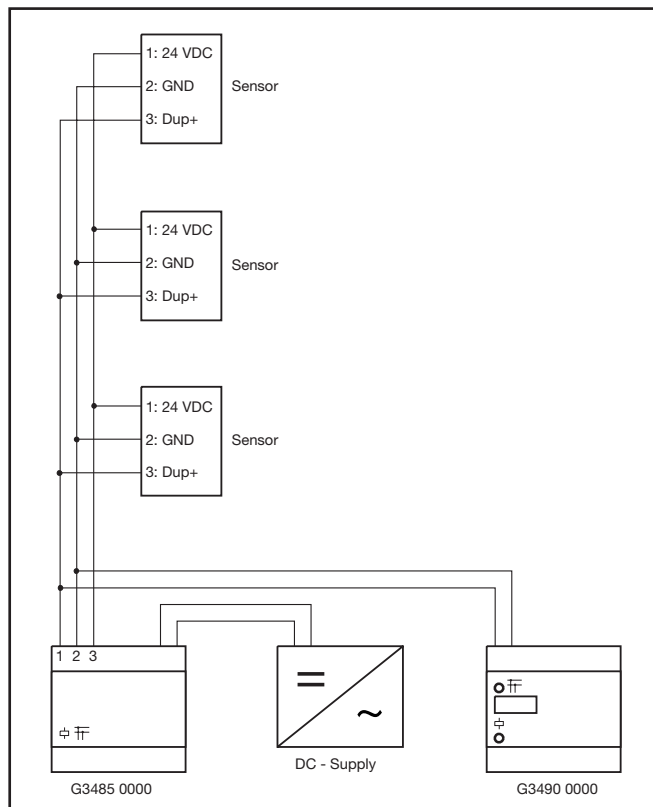 1: 24 VDC
2: GND
Sensor
3: Dup+
1: 24 VDC
2: GND
Sensor
3: Dup+
1: 24 VDC
2: GND
Sensor
3: Dup+
1 2 3
DC - Supply
G3485 0000
G3490 0000